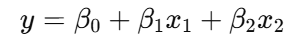 y = β₀ + β₁x₁ + β₂x₂